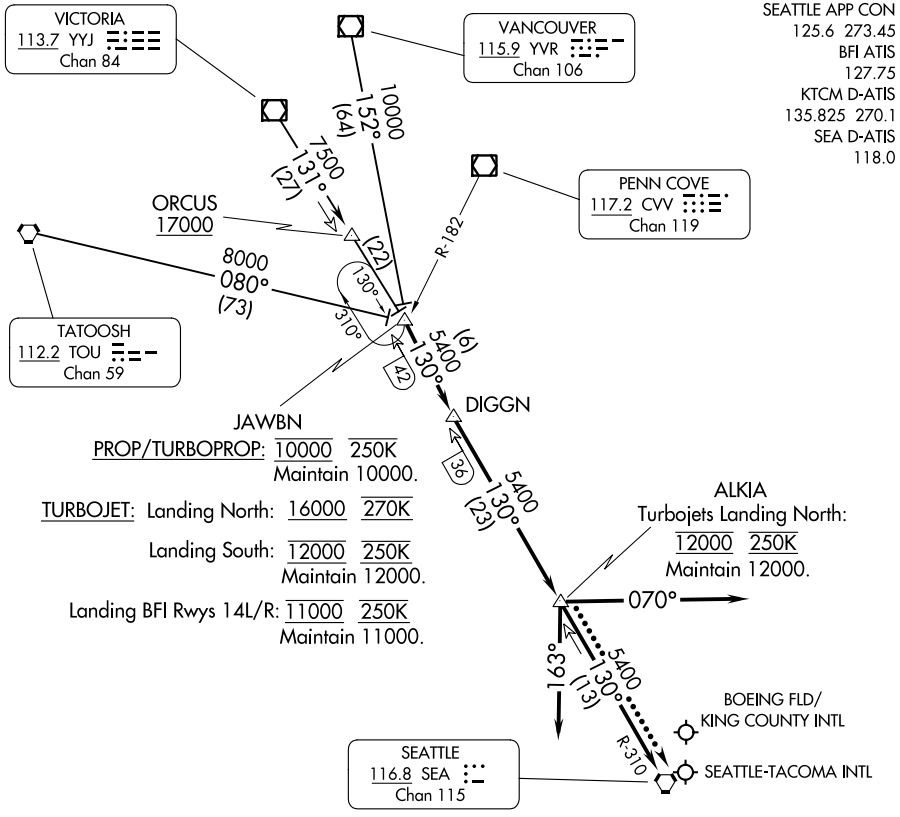 VICTORIA
113.7 YYJ
Chan 84
VANCOUVER
115.9 YVR
Chan 106
SEATTLE APP CON
125.6 273.45
BFI ATIS
127.75
KTCM D-ATIS
135.825 270.1
SEA D-ATIS
118.0
10000
152°
(64)
7500
131°
(27)
PENN COVE
117.2 CVV
Chan 119
ORCUS
17000
R-182
(22)
8000
080°
(73)
130°
310°
TATOOSH
112.2 TOU
Chan 59
(6)
5400
130°
42
DIGGN
JAWBN
PROP/TURBOPROP: 10000 250K
Maintain 10000.
36
5400
130°
(23)
TURBOJET: Landing North: 16000 270K
Landing South: 12000 250K
Maintain 12000.
Landing BFI Rwys 14L/R: 11000 250K
Maintain 11000.
ALKIA
Turbojets Landing North:
12000 250K
Maintain 12000.
070°
163°
5400
130°
(13)
R-310
BOEING FLD/
KING COUNTY INTL
SEATTLE
116.8 SEA
Chan 115
SEATTLE-TACOMA INTL